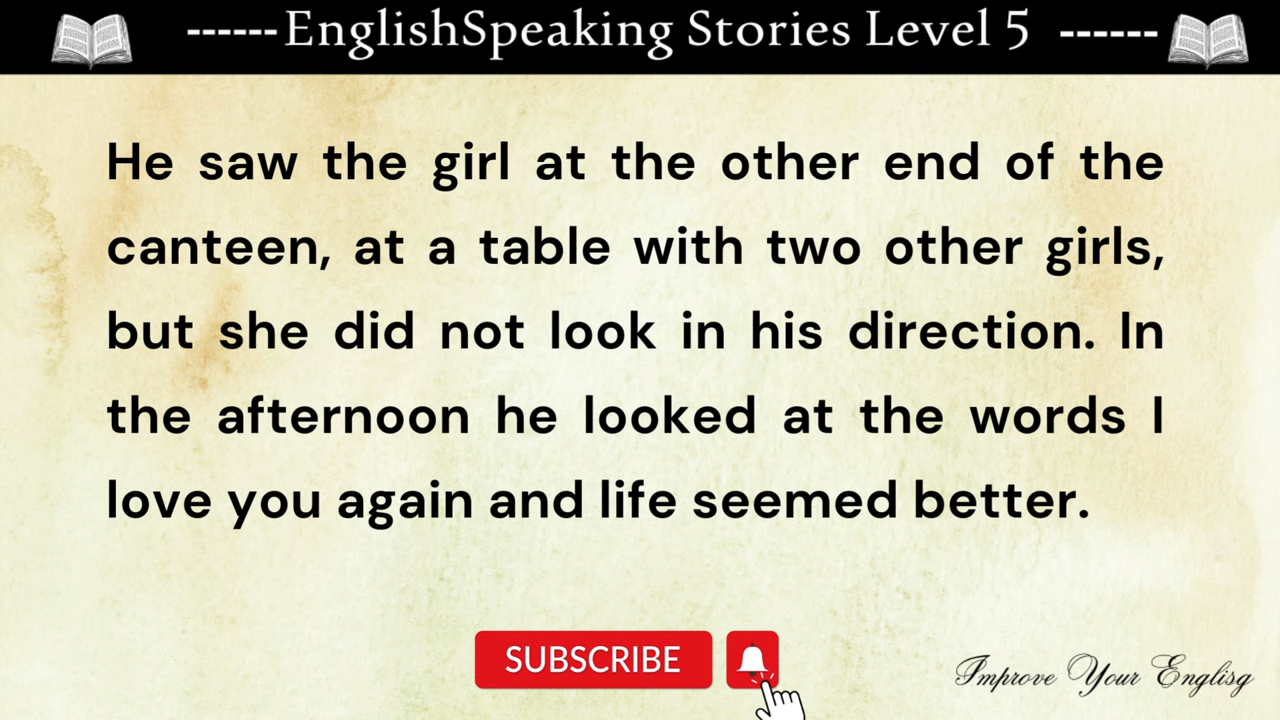 ------EnglishSpeaking Stories Level 5 ------
He saw the girl at the other end of the
canteen, at a table with two other girls,
but she did not look in his direction. In
the afternoon he looked at the words I
love you again and life seemed better.
SUBSCRIBE
Improve Your Englisg